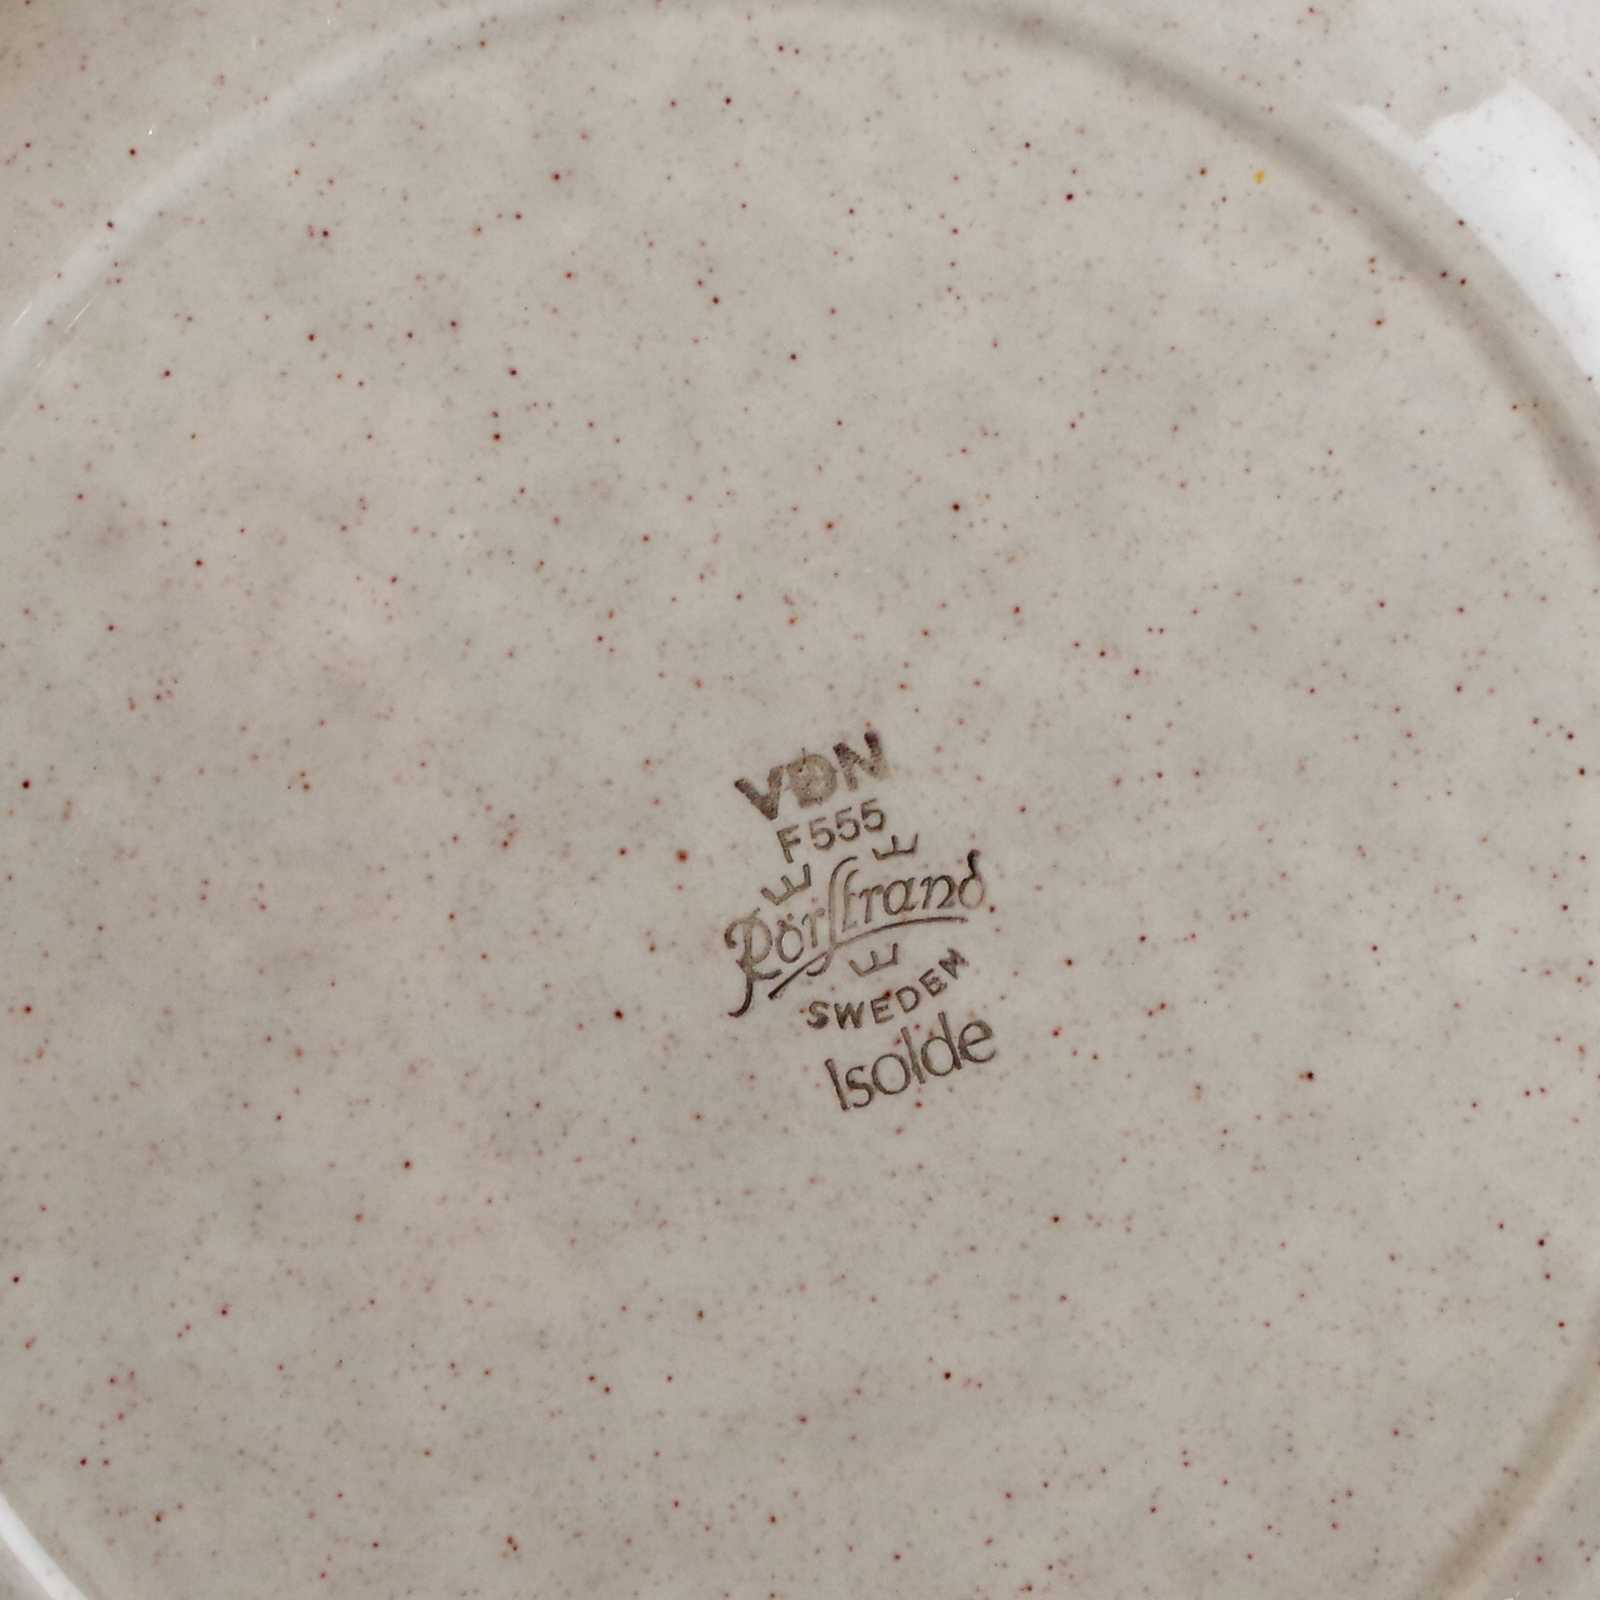 VDN
F555
Rörstrand
SWEDEN
Isolde